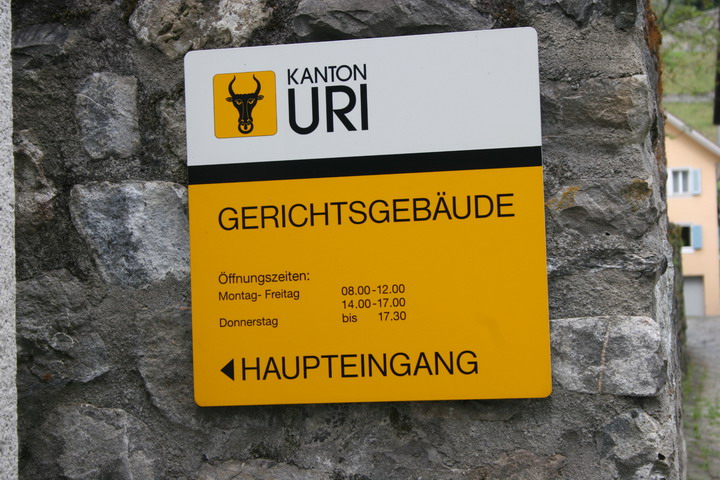 KANTON
URI
GERICHTSGEBÄUDE
Öffnungszeiten:
Montag- Freitag 08.00-12.00
14.00-17.00
Donnerstag bis 17.30
HAUPTEINGANG